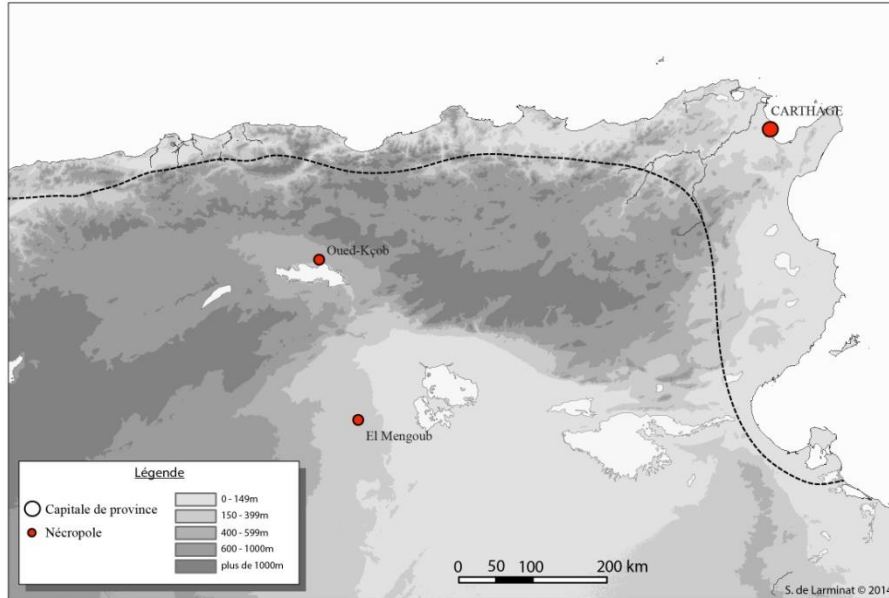 CARTHAGE
Oued-Kçob
El Mengoub
Légende
Capitale de province
Nécropole
0 - 149m
150 - 399m
400 - 599m
600 - 1000m
plus de 1000m
0 50 100 200 km
S. de Larminat © 2014